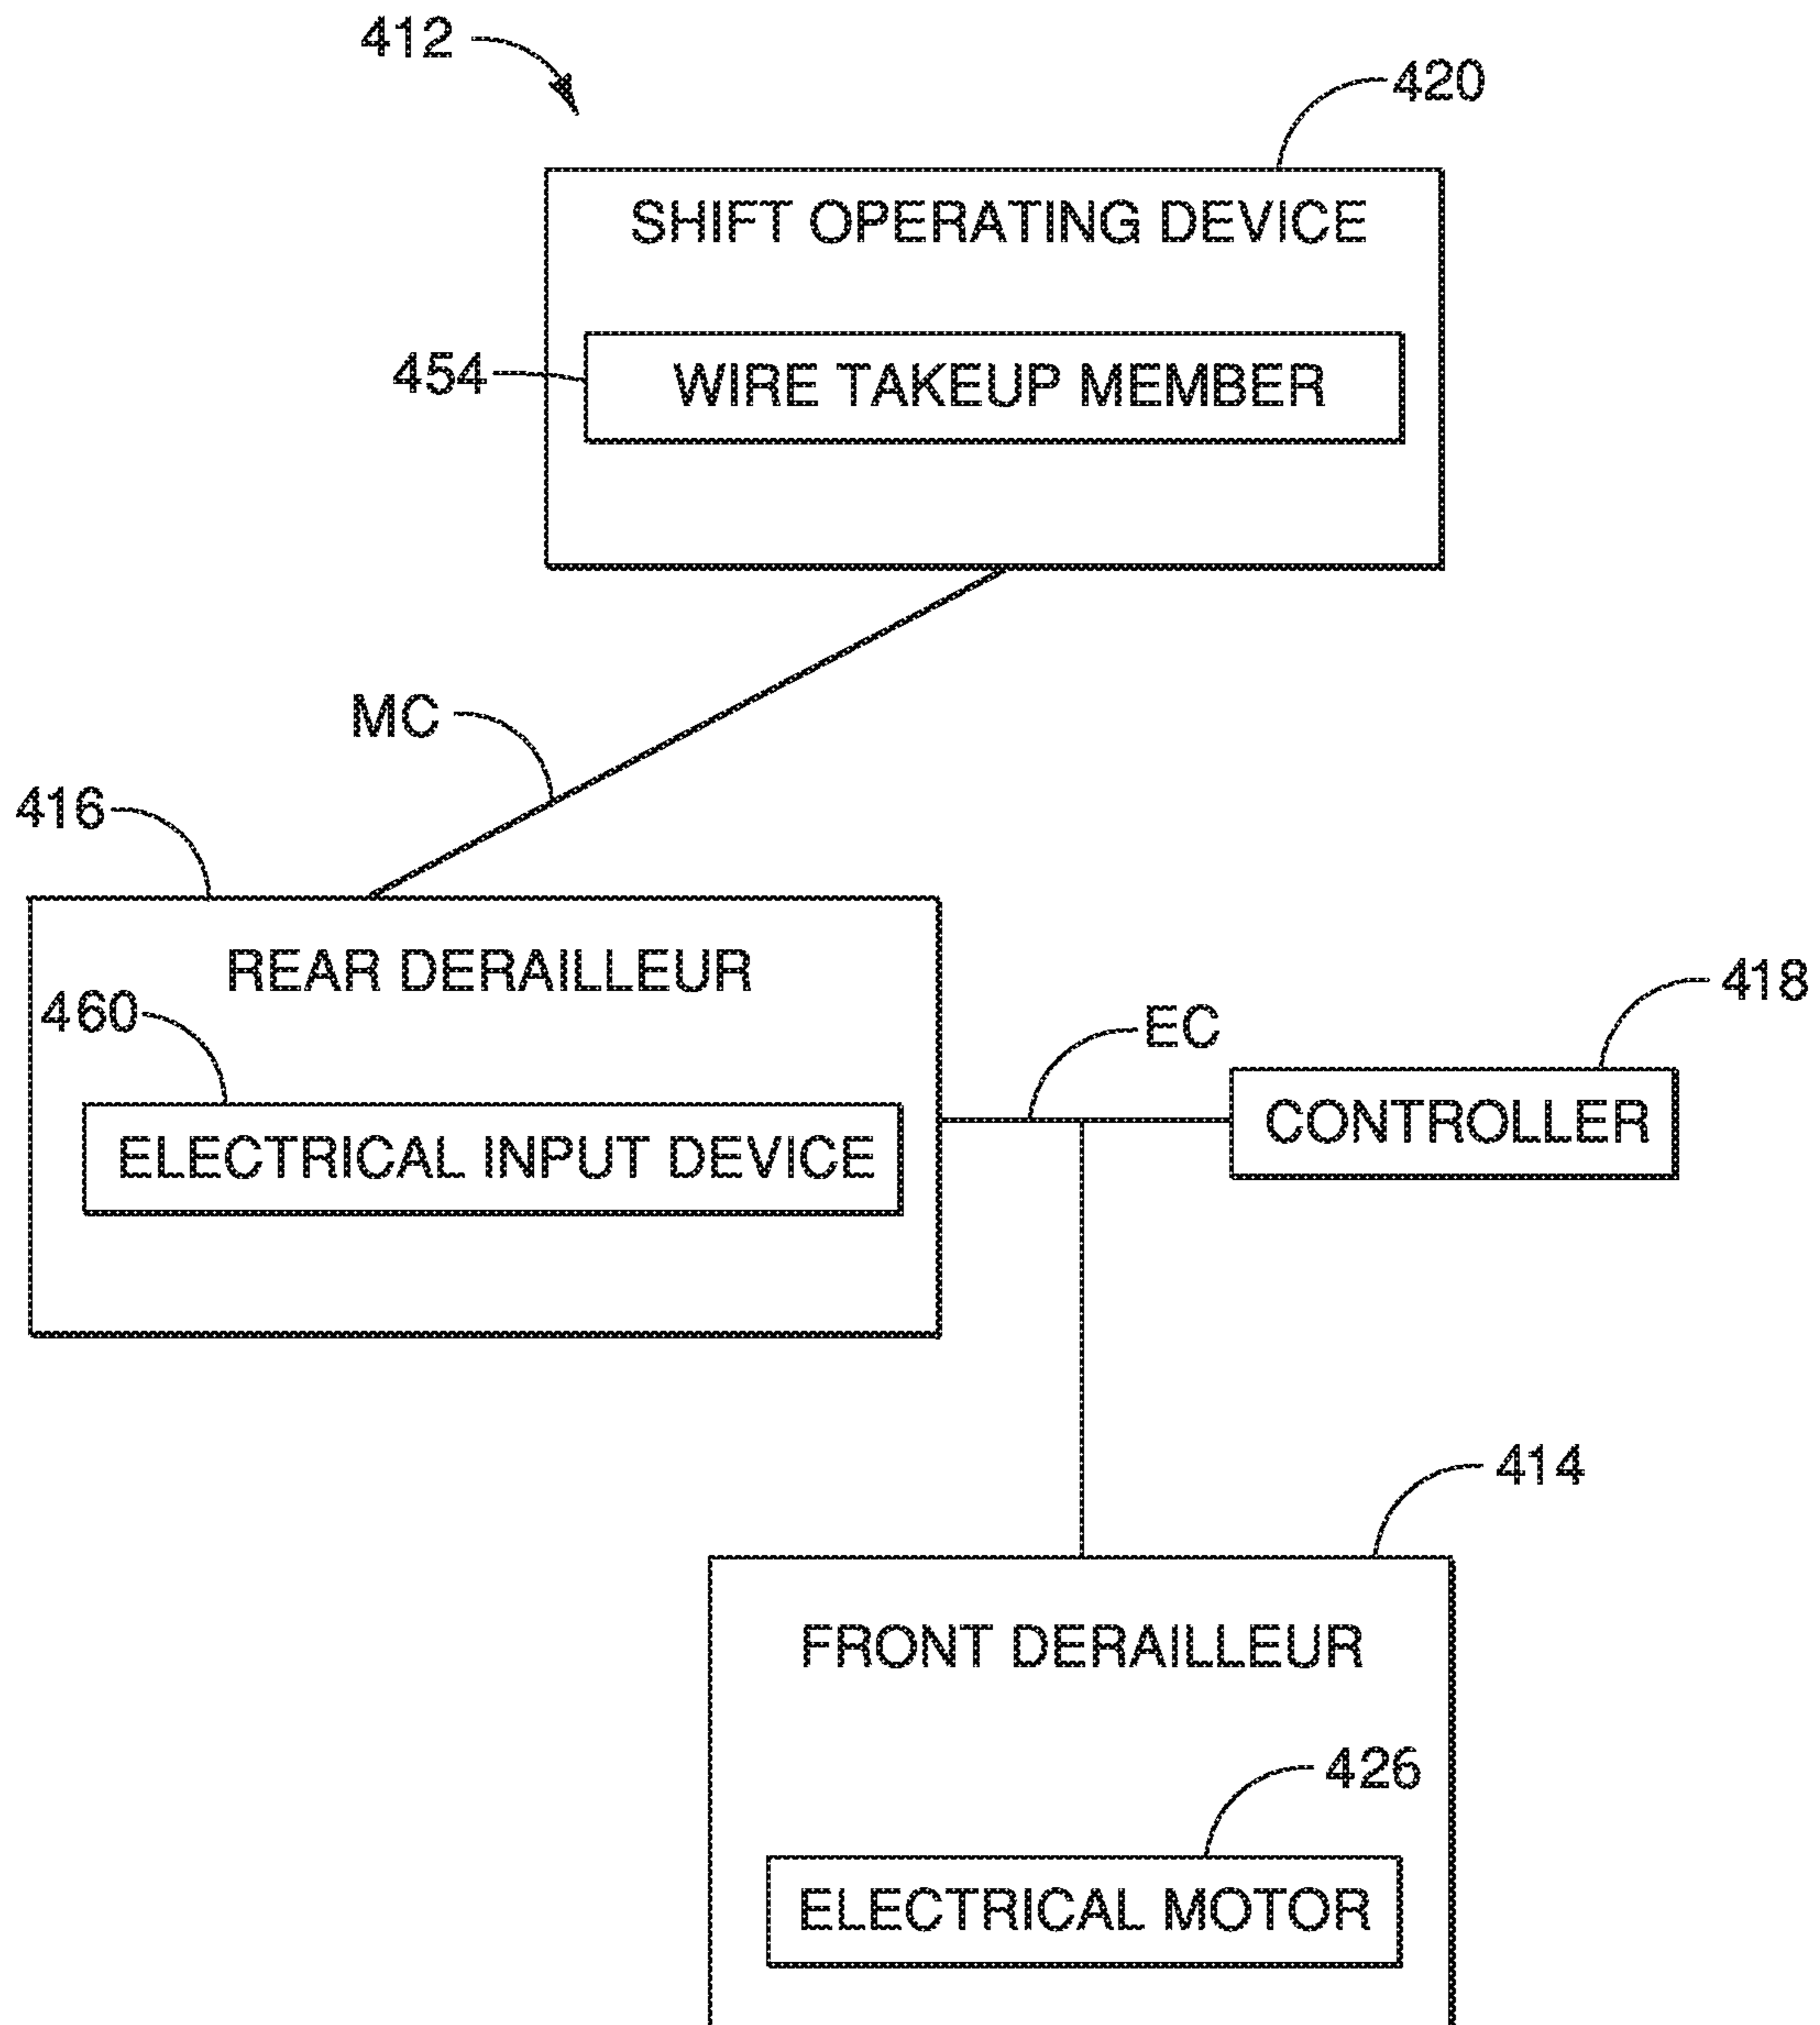 412
420
SHIFT OPERATING DEVICE
454
WIRE TAKEUP MEMBER
MC
416
REAR DERAILLEUR
418
460
EC
CONTROLLER
ELECTRICAL INPUT DEVICE
414
FRONT DERAILLEUR
426
ELECTRICAL MOTOR